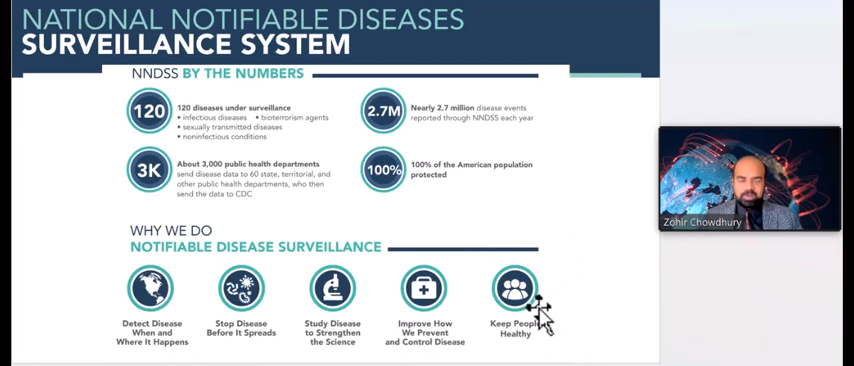 NATIONAL NOTIFIABLE DISEASES
SURVEILLANCE SYSTEM
NNDSS BY THE NUMBERS
120
120 diseases under surveillance
• infectious diseases • bioterrorism agents
• sexually transmitted diseases
• noninfectious conditions
2.7M
Nearly 2.7 million disease events
reported through NNDSS each year
3K
About 3,000 public health departments
send disease data to 60 state, territorial, and
other public health departments, who then
send the data to CDC
100%
100% of the American population
protected
Zohir Chowdhury
WHY WE DO
NOTIFIABLE DISEASE SURVEILLANCE
Detect Disease
When and
Where It Happens
Stop Disease
Before It Spreads
Study Disease
to Strengthen
the Science
Improve How
We Prevent
and Control Disease
Keep People
Healthy